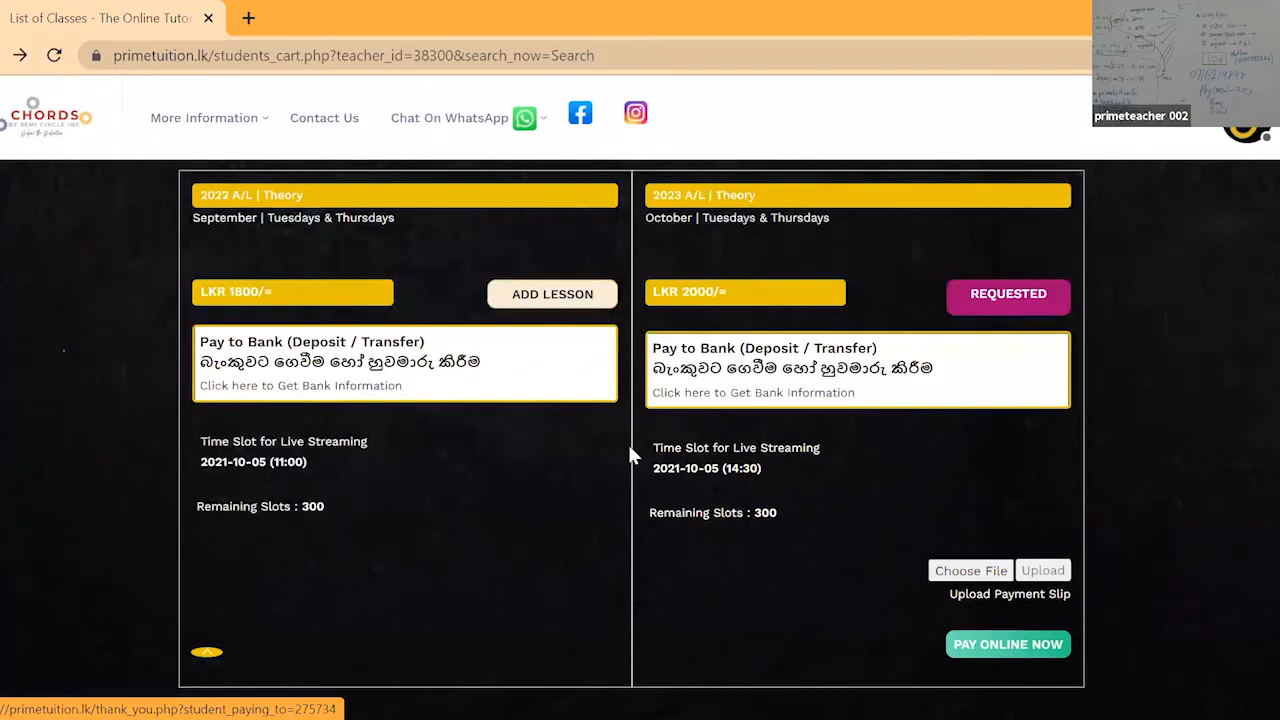 List of Classes - The Online Tutor
primetuition.lk/students_cart.php?teacher_id=38300&search_now=Search
CHORDS
BY SEMI CIRCLE INC
More Information
Contact Us
Chat On WhatsApp
primeteacher 002
2022 A/L | Theory
September | Tuesdays & Thursdays
LKR 1800/=
ADD LESSON
Pay to Bank (Deposit / Transfer)
බැංකුවට ගෙවීම හෝ හුවමාරු කිරීම
Click here to Get Bank Information
Time Slot for Live Streaming
2021-10-05 (11:00)
Remaining Slots : 300
2023 A/L | Theory
October | Tuesdays & Thursdays
LKR 2000/=
REQUESTED
Pay to Bank (Deposit / Transfer)
බැංකුවට ගෙවීම හෝ හුවමාරු කිරීම
Click here to Get Bank Information
Time Slot for Live Streaming
2021-10-05 (14:30)
Remaining Slots : 300
Choose File Upload
Upload Payment Slip
PAY ONLINE NOW
//primetuition.lk/thank_you.php?student_paying_to=275734